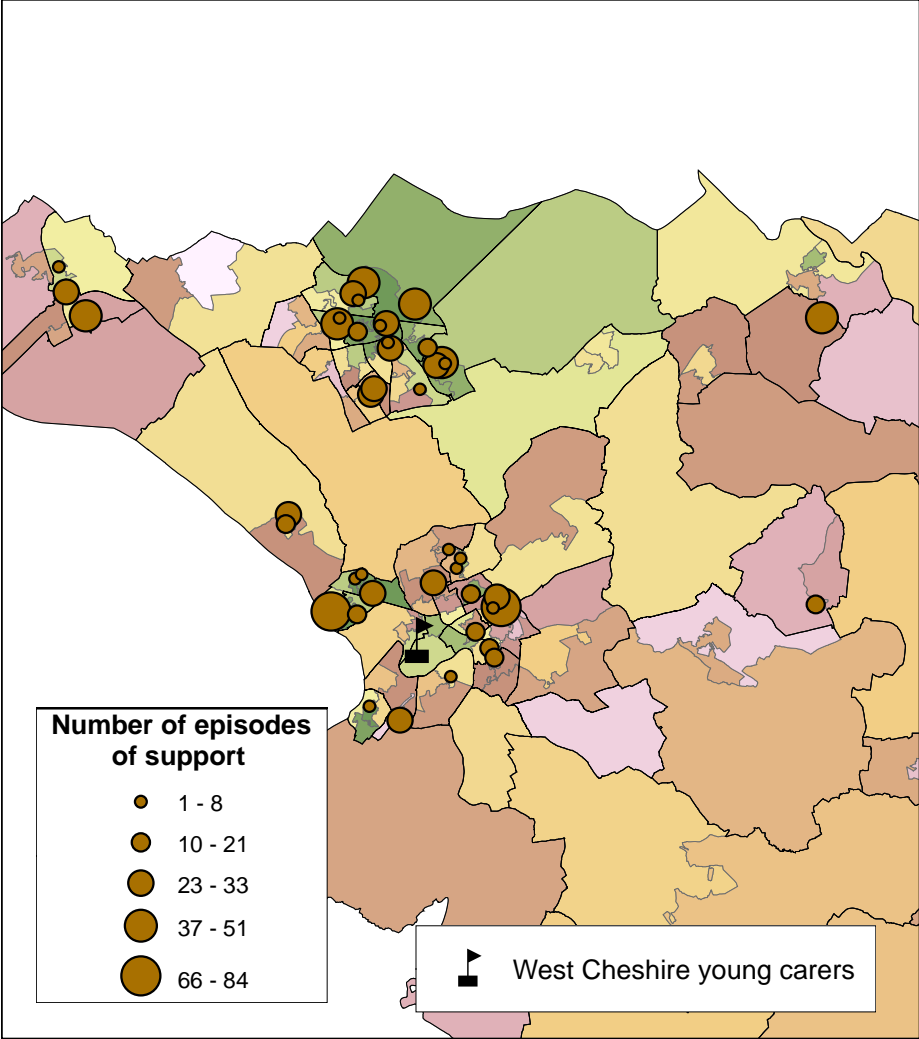 Number of episodes
of support
1 - 8
10 - 21
23 - 33
37 - 51
66 - 84
West Cheshire young carers